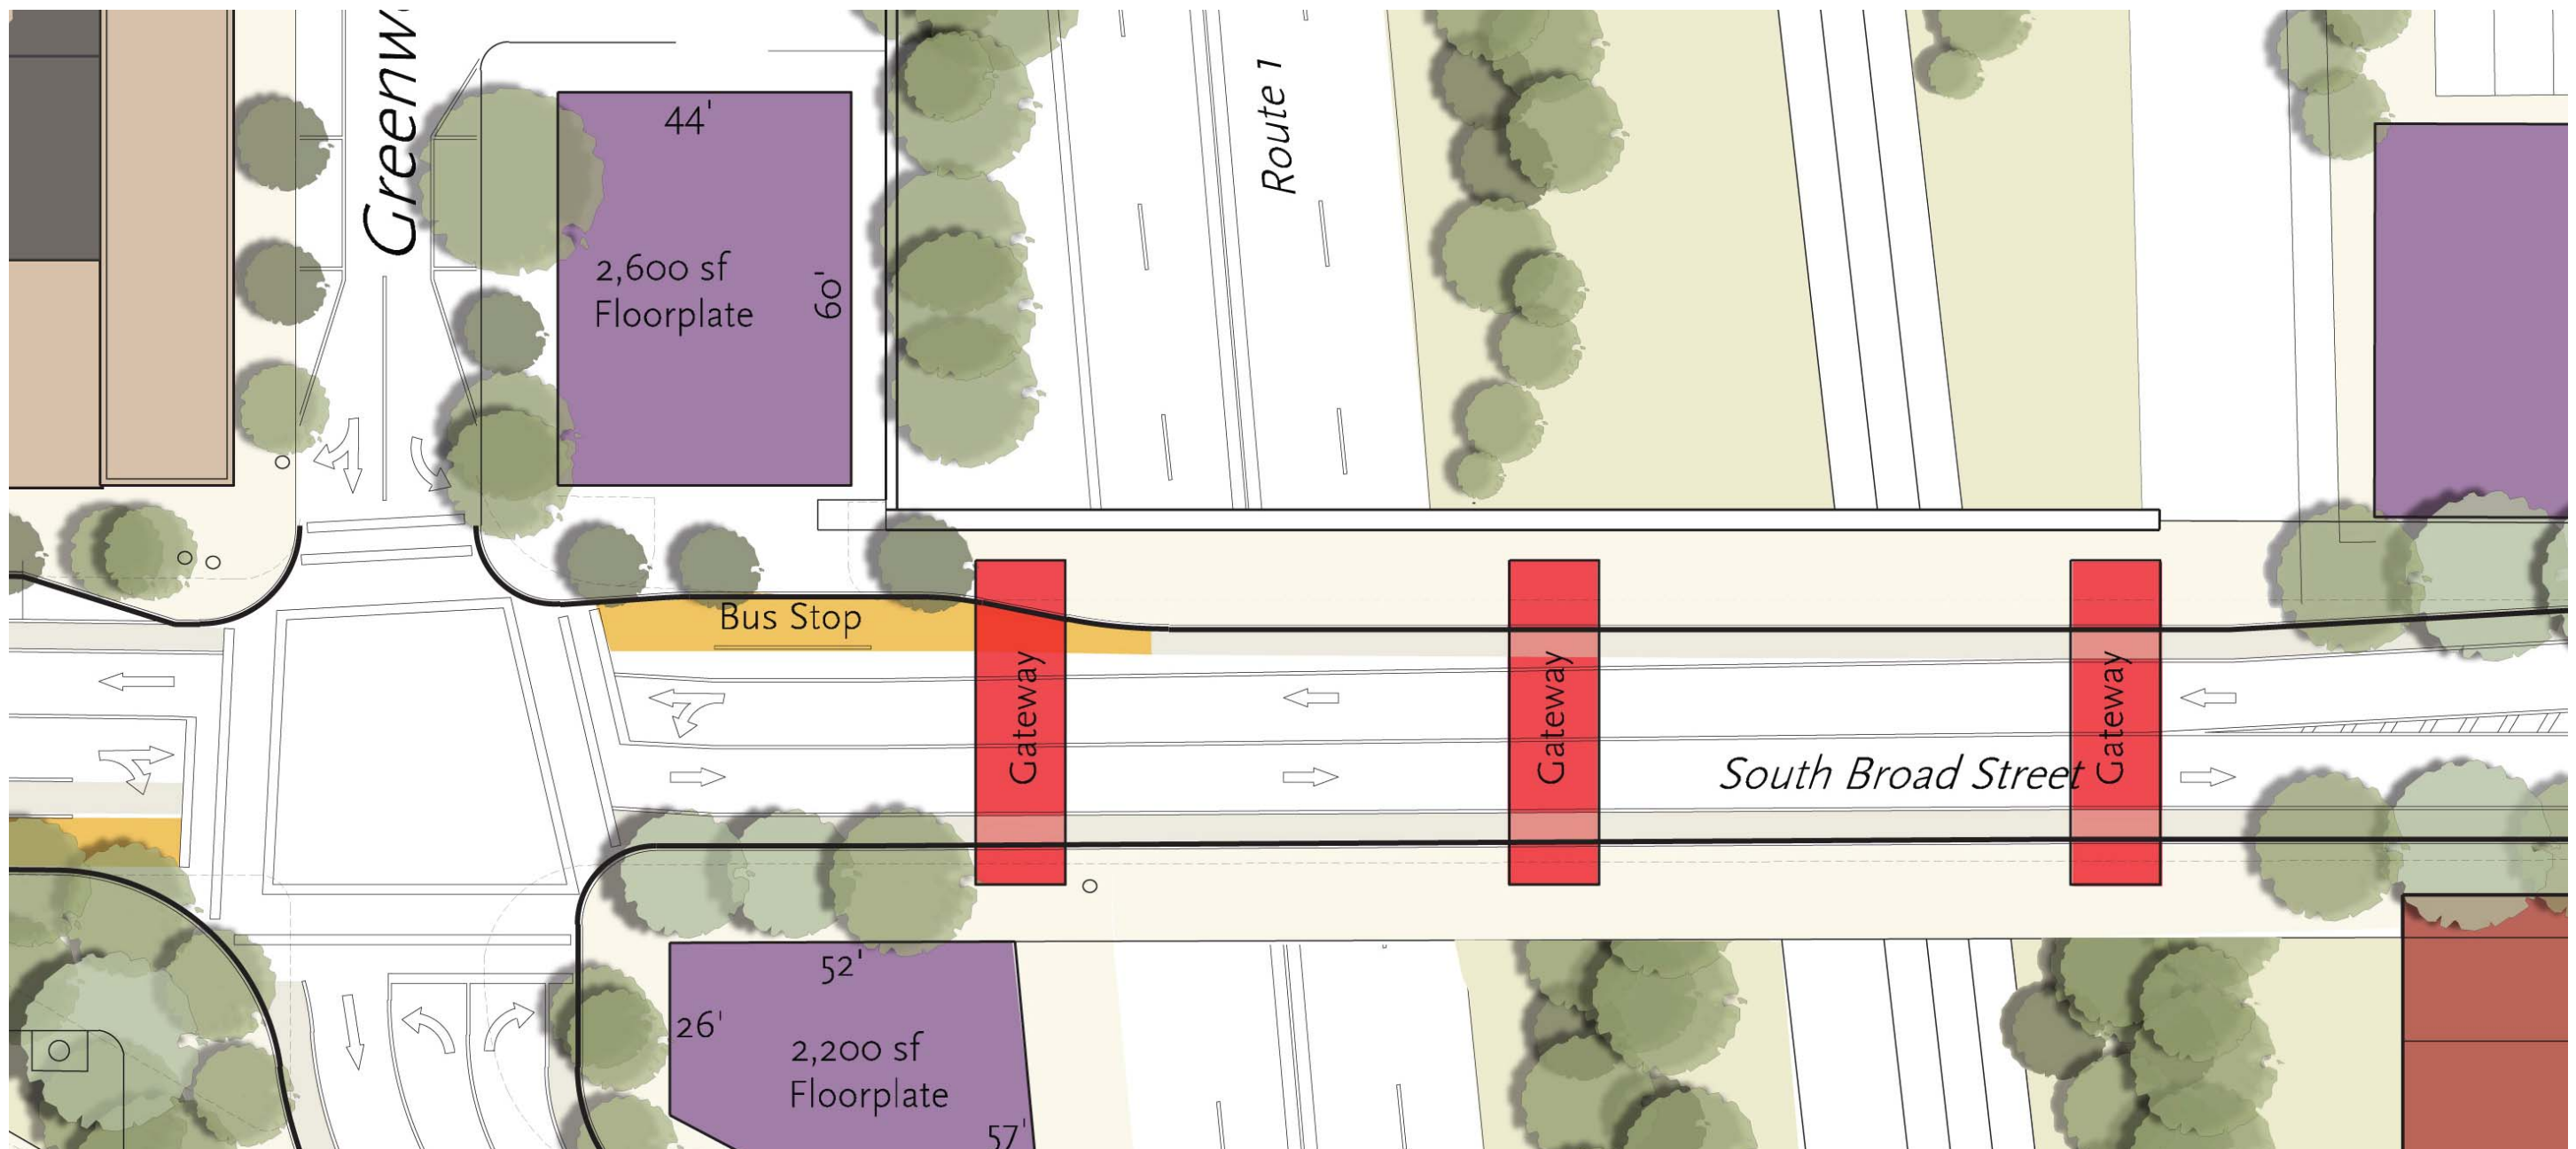 Greenw
44'
2,600 sf
Floorplate
60'
Route 1
Bus Stop
Gateway
Gateway
Gateway
South Broad Street
52'
26'
2,200 sf
Floorplate
57'